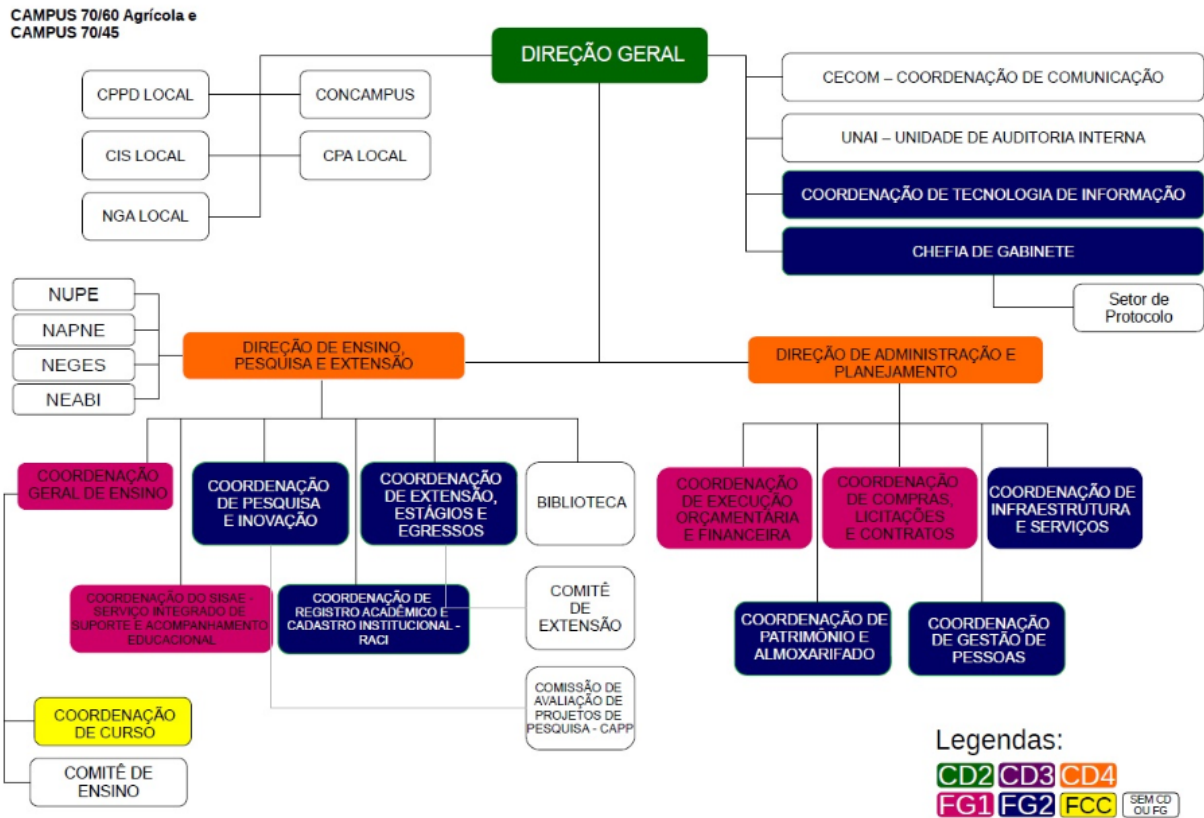 CAMPUS 70/60 Agrícola e
CAMPUS 70/45
DIREÇÃO GERAL
CPPD LOCAL
CONCAMPUS
CIS LOCAL
CPA LOCAL
NGA LOCAL
CECOM – COORDENAÇÃO DE COMUNICAÇÃO
UNAI – UNIDADE DE AUDITORIA INTERNA
COORDENAÇÃO DE TECNOLOGIA DE INFORMAÇÃO
CHEFIA DE GABINETE
Setor de
Protocolo
NUPE
NAPNE
NEGES
NEABI
DIREÇÃO DE ENSINO,
PESQUISA E EXTENSÃO
DIREÇÃO DE ADMINISTRAÇÃO E
PLANEJAMENTO
COORDENAÇÃO
GERAL DE ENSINO
COORDENAÇÃO
DE PESQUISA
E INOVAÇÃO
COORDENAÇÃO
DE EXTENSÃO,
ESTÁGIOS E
EGRESSOS
BIBLIOTECA
COORDENAÇÃO
DE EXECUÇÃO
ORÇAMENTÁRIA
E FINANCEIRA
COORDENAÇÃO
DE COMPRAS,
LICITAÇÕES
E CONTRATOS
COORDENAÇÃO DE
INFRAESTRUTURA
E SERVIÇOS
COORDENAÇÃO DO SISAE -
SERVIÇO INTEGRADO DE
SUPORTE E ACOMPANHAMENTO
EDUCACIONAL
COORDENAÇÃO DE
REGISTRO ACADÊMICO E
CADASTRO INSTITUCIONAL -
RACI
COMITÊ
DE
EXTENSÃO
COORDENAÇÃO DE
PATRIMÔNIO E
ALMOXARIFADO
COORDENAÇÃO
DE GESTÃO DE
PESSOAS
COMISSÃO DE
AVALIAÇÃO DE
PROJETOS DE
PESQUISA - CAPP
COORDENAÇÃO
DE CURSO
COMITÊ DE
ENSINO
Legendas:
CD2 CD3 CD4
FG1 FG2 FCC SEM CD
OU FG